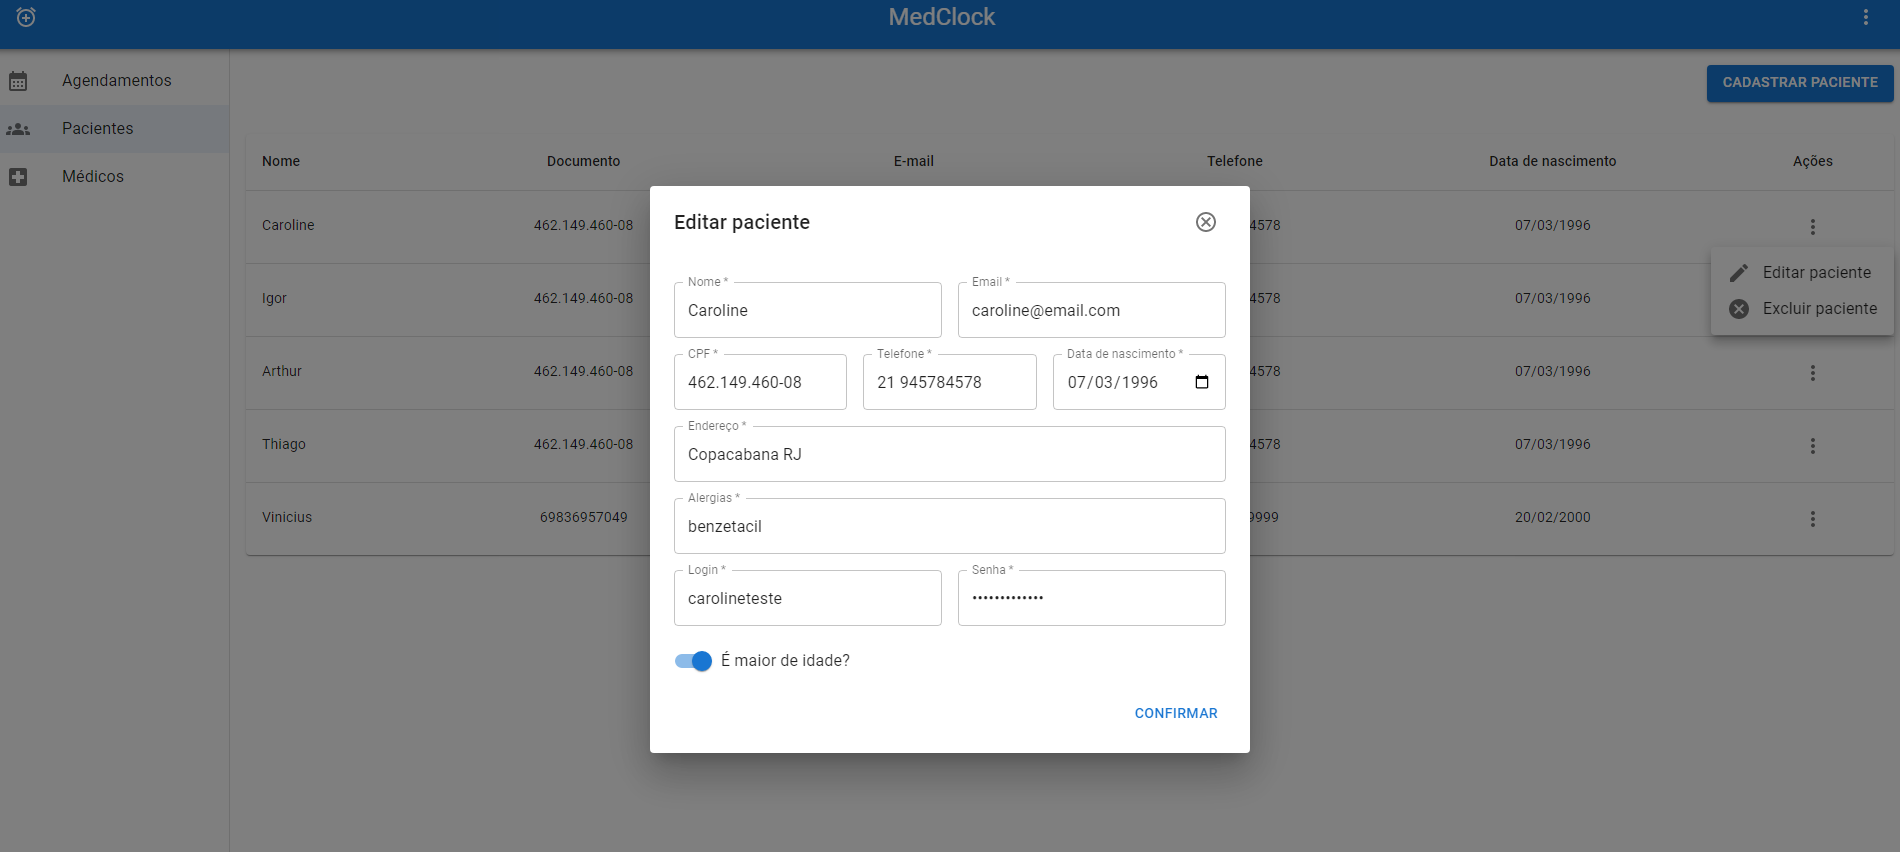 MedClock
Agendamentos
Pacientes
Médicos
CADASTRAR PACIENTE
Nome Documento E-mail Telefone Data de nascimento Ações
Caroline 462.149.460-08 4578 07/03/1996
Igor 462.149.460-08 4578 07/03/1996
Arthur 462.149.460-08 4578 07/03/1996
Thiago 462.149.460-08 4578 07/03/1996
Vinicius 69836957049 9999 20/02/2000
Editar paciente
Excluir paciente
Editar paciente
Nome * Email *
Caroline caroline@email.com
CPF * Telefone * Data de nascimento *
462.149.460-08 21 945784578 07/03/1996
Endereço *
Copacabana RJ
Alergias *
benzetacil
Login * Senha *
carolineteste •••••••••••••
É maior de idade?
CONFIRMAR